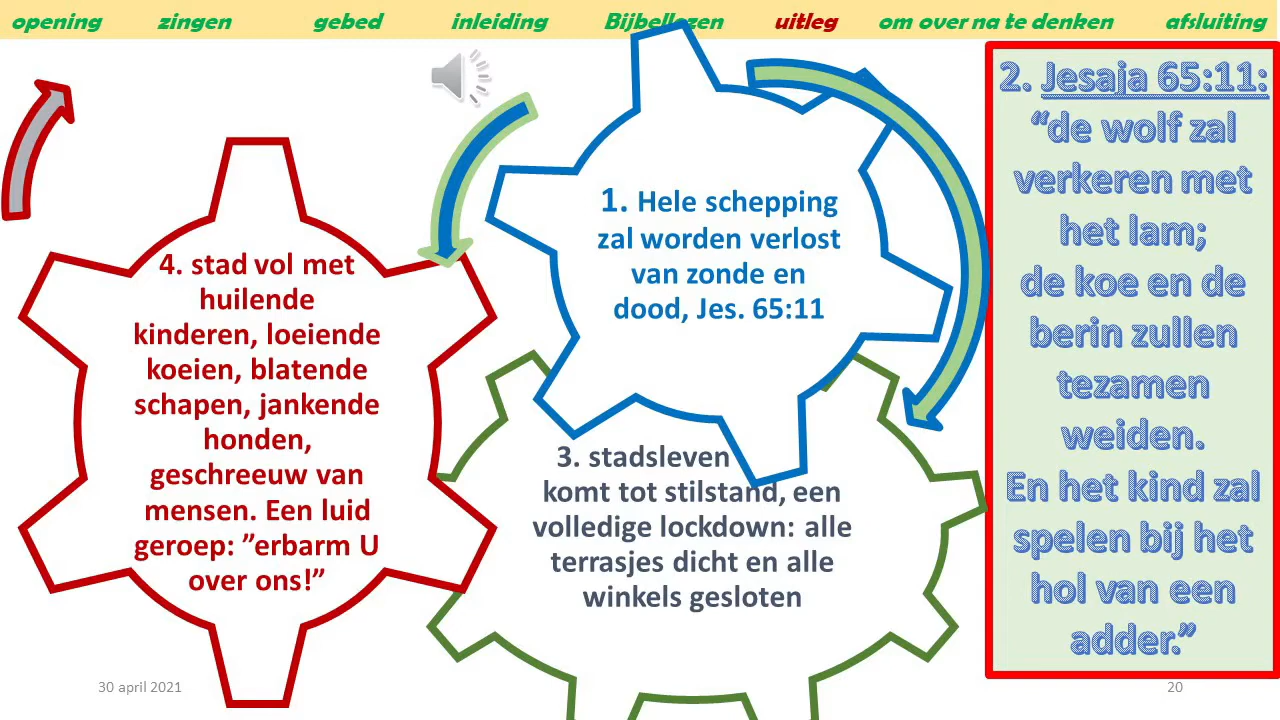 opening zingen gebed inleiding Bijbellezen uitleg om over na te denken afsluiting
1. Hele schepping
zal worden verlost
van zonde en
dood, Jes. 65:11
2. Jesaja 65:11:
“de wolf zal
verkeren met
het lam;
de koe en de
berin zullen
tezamen
weiden.
En het kind zal
spelen bij het
hol van een
adder.”
3. stadsleven
komt tot stilstand, een
volledige lockdown: alle
terrasjes dicht en alle
winkels gesloten
4. stad vol met
huilende
kinderen, loeiende
koeien, blatende
schapen, jankende
honden,
geschreeuw van
mensen. Een luid
geroep: ”erbarm U
over ons!”
30 april 2021
20